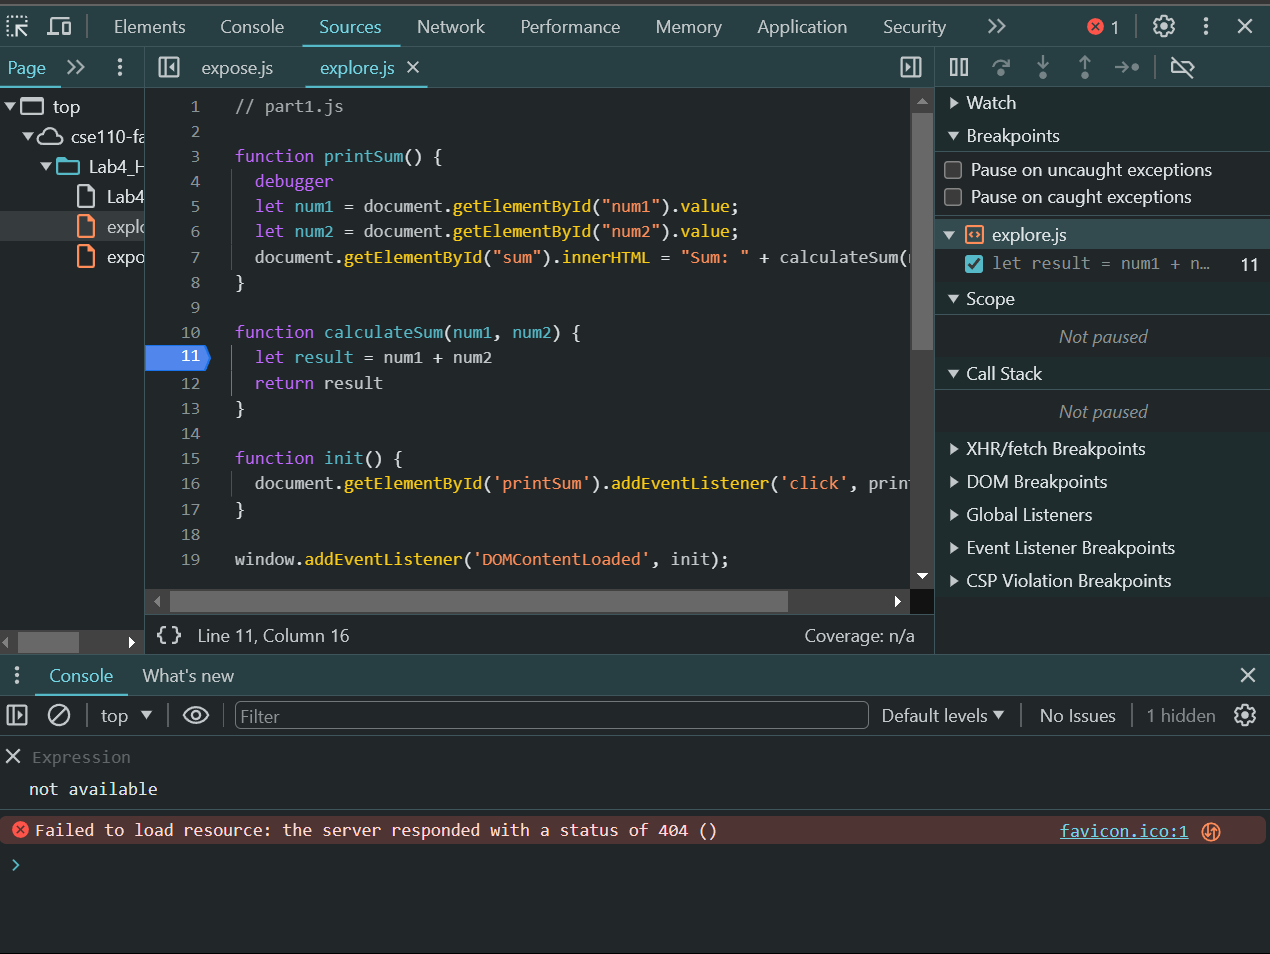 Elements Console Sources Network Performance Memory Application Security 1
Page
expose.js explore.js
top
cse110-fa
Lab4_H
Lab4
explo
expo
1 // part1.js
2
3 function printSum() {
4 debugger
5 let num1 = document.getElementById("num1").value;
6 let num2 = document.getElementById("num2").value;
7 document.getElementById("sum").innerHTML = "Sum: " + calculateSum(
8 }
9
10 function calculateSum(num1, num2) {
11 let result = num1 + num2
12 return result
13 }
14
15 function init() {
16 document.getElementById('printSum').addEventListener('click', prin
17 }
18
19 window.addEventListener('DOMContentLoaded', init);
{} Line 11, Column 16 Coverage: n/a
Watch
Breakpoints
Pause on uncaught exceptions
Pause on caught exceptions
explore.js
let result = num1 + n… 11
Scope
Not paused
Call Stack
Not paused
XHR/fetch Breakpoints
DOM Breakpoints
Global Listeners
Event Listener Breakpoints
CSP Violation Breakpoints
Console What's new
top Filter Default levels No Issues 1 hidden
Expression
not available
Failed to load resource: the server responded with a status of 404 () favicon.ico:1